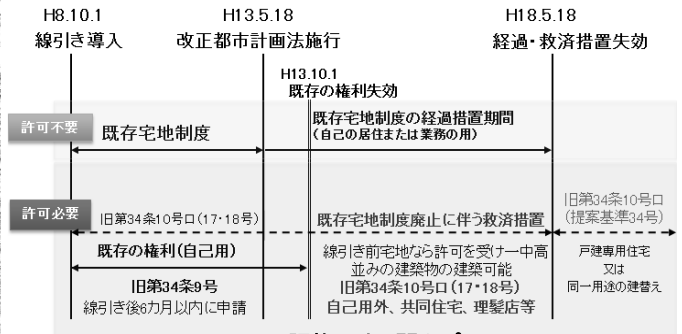 H8.10.1
線引き導入
H13.5.18
改正都市計画法施行
H18.5.18
経過・救済措置失効
H13.10.1
既存の権利失効
許可不要
既存宅地制度
既存宅地制度の経過措置期間
(自己の居住または業務の用)
許可必要
旧第34条10号ロ(17・18号)
既存宅地制度廃止に伴う救済措置
旧第34条10号ロ
(提案基準34号)
既存の権利(自己用)
旧第34条9号
線引き後6カ月以内に申請
線引き前宅地なら許可を受け一中高
並みの建築物の建築可能
旧第34条10号ロ(17・18号)
自己用外、共同住宅、理髪店等
戸建専用住宅
又は
同一用途の建替え